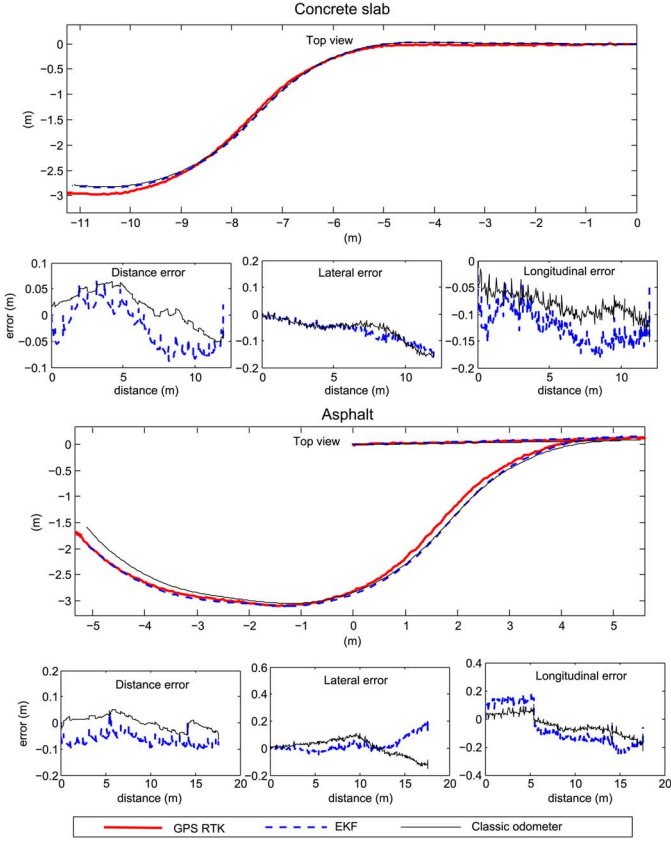 Concrete slab
Top view
0
−0.5
−1
−1.5
−2
−2.5
−3
(m)
−11 −10 −9 −8 −7 −6 −5 −4 −3 −2 −1 0
(m)
Distance error
0.1
0.05
0
−0.05
−0.1
error (m)
0 5 10
distance (m)
Lateral error
0.2
0.1
0
−0.1
−0.2
0 5 10
distance (m)
Longitudinal error
0
−0.05
−0.1
−0.15
−0.2
0 5 10
distance (m)
Asphalt
Top view
0
−0.5
−1
−1.5
−2
−2.5
−3
(m)
−5 −4 −3 −2 −1 0 1 2 3 4 5
(m)
Distance error
0.2
0.1
0
−0.1
−0.2
error (m)
0 5 10 15 20
distance (m)
Lateral error
0.6
0.4
0.2
0
−0.2
0 5 10 15 20
distance (m)
Longitudinal error
0.4
0.2
0
−0.2
−0.4
0 5 10 15 20
distance (m)
GPS RTK EKF Classic odometer